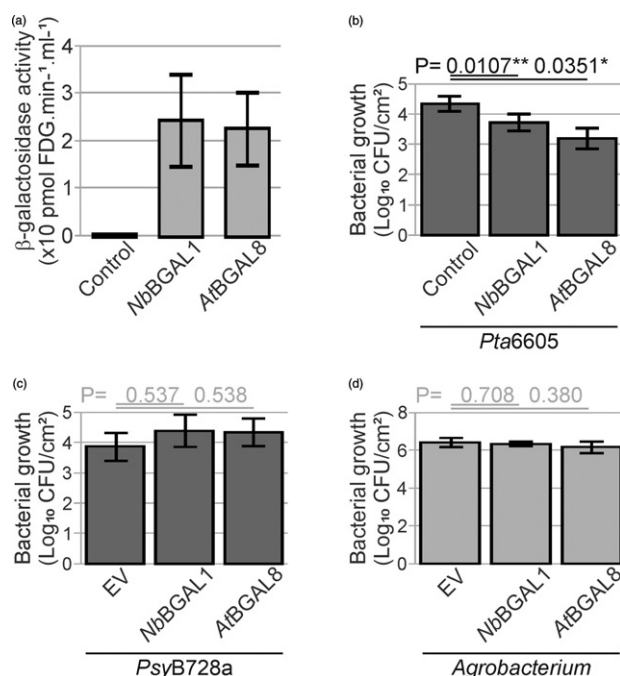 (a)
β-galactosidase activity
(x10 pmol FDG.min⁻¹.ml⁻¹)
4
3
2
1
0
Control
NbBGAL1
AtBGAL8
(b)
P= 0.0107** 0.0351*
Bacterial growth
(Log₁₀ CFU/cm²)
5
4
3
2
1
0
Control
NbBGAL1
AtBGAL8
Pta6605
(c)
P= 0.537 0.538
Bacterial growth
(Log₁₀ CFU/cm²)
5
4
3
2
1
0
EV
NbBGAL1
AtBGAL8
PsyB728a
(d)
P= 0.708 0.380
Bacterial growth
(Log₁₀ CFU/cm²)
8
6
4
2
0
EV
NbBGAL1
AtBGAL8
Agrobacterium